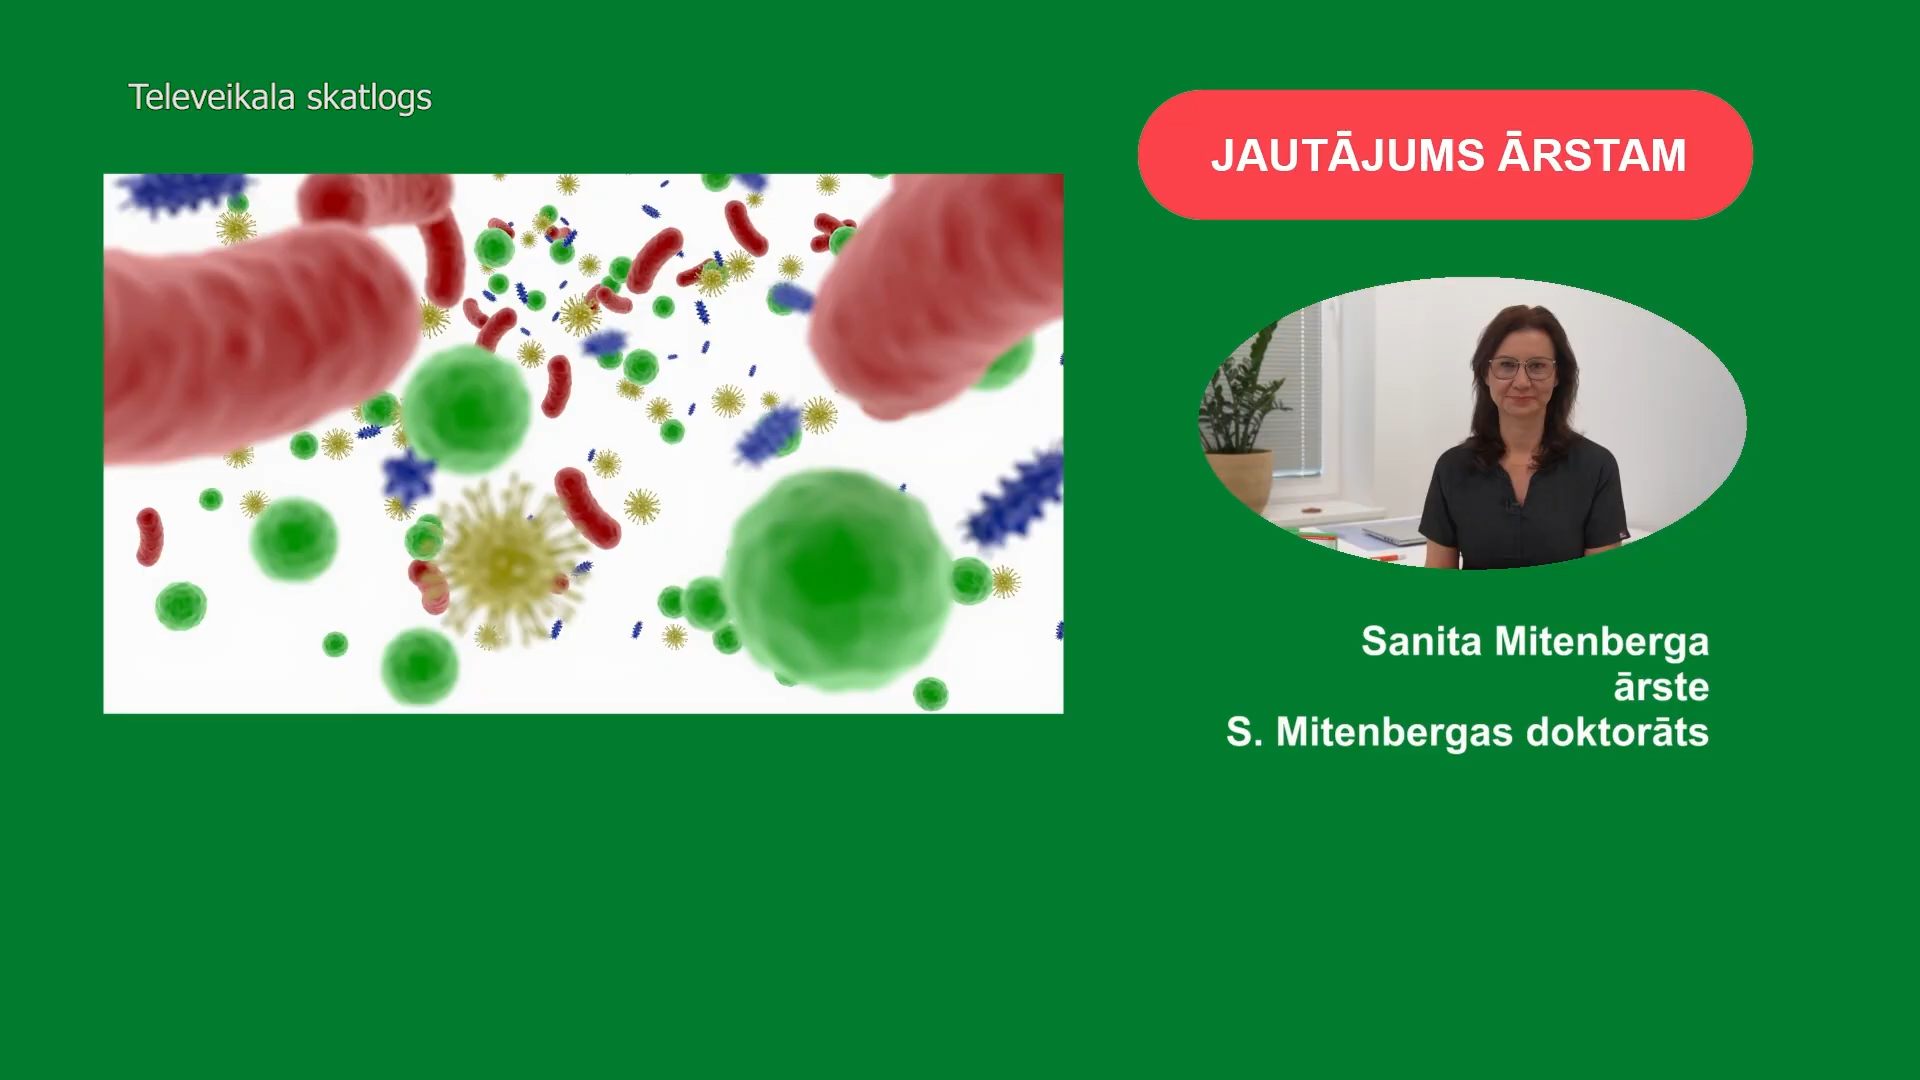 Televeikala skatlogs
JAUTĀJUMS ĀRSTAM
Sanita Mitenberga
ārste
S. Mitenbergas doktorāts